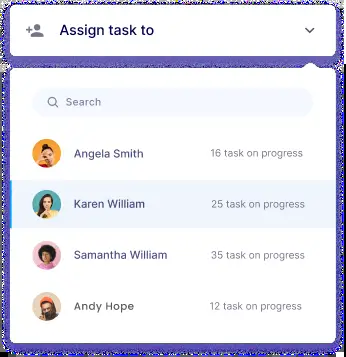 Assign task to
Search
Angela Smith 16 task on progress
Karen William 25 task on progress
Samantha William 35 task on progress
Andy Hope 12 task on progress